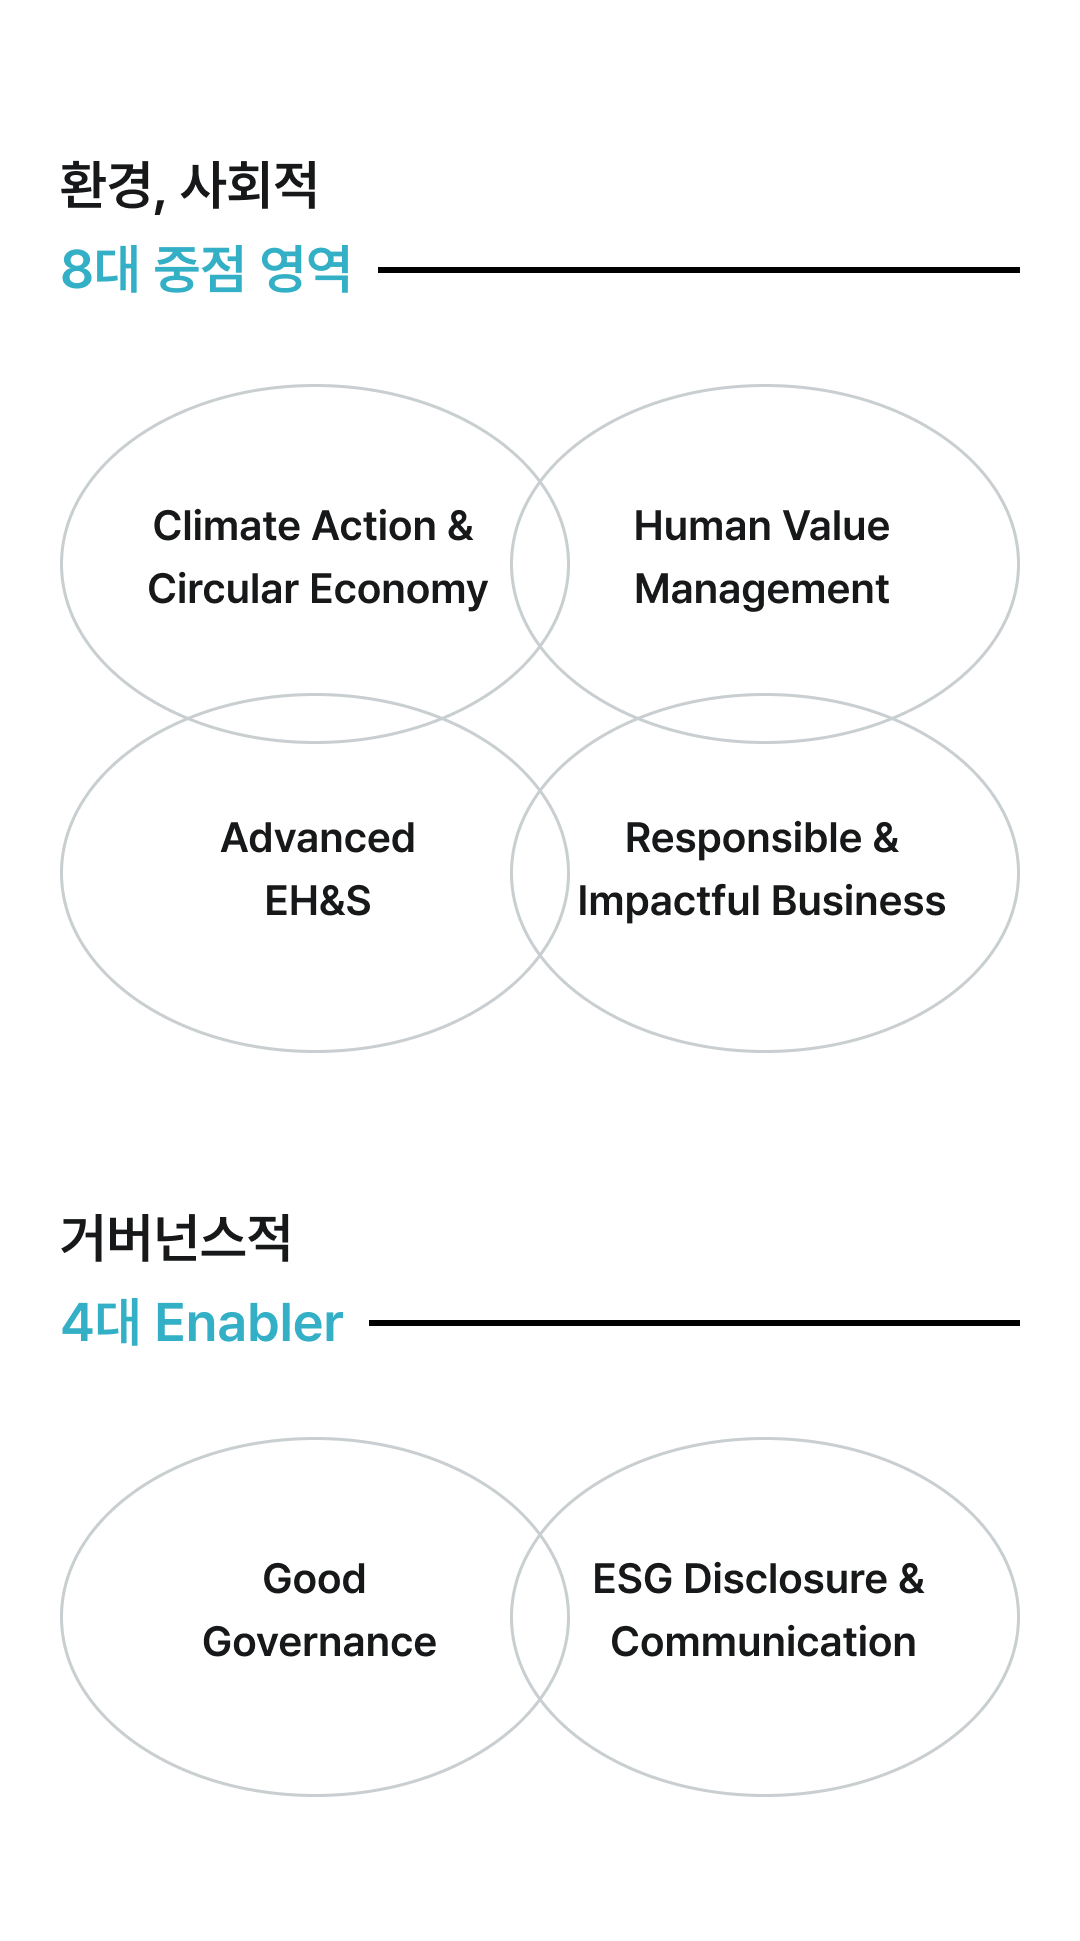 환경, 사회적
8대 중점 영역
Climate Action &
Circular Economy
Human Value
Management
Advanced
EH&S
Responsible &
Impactful Business
거버넌스적
4대 Enabler
Good
Governance
ESG Disclosure &
Communication